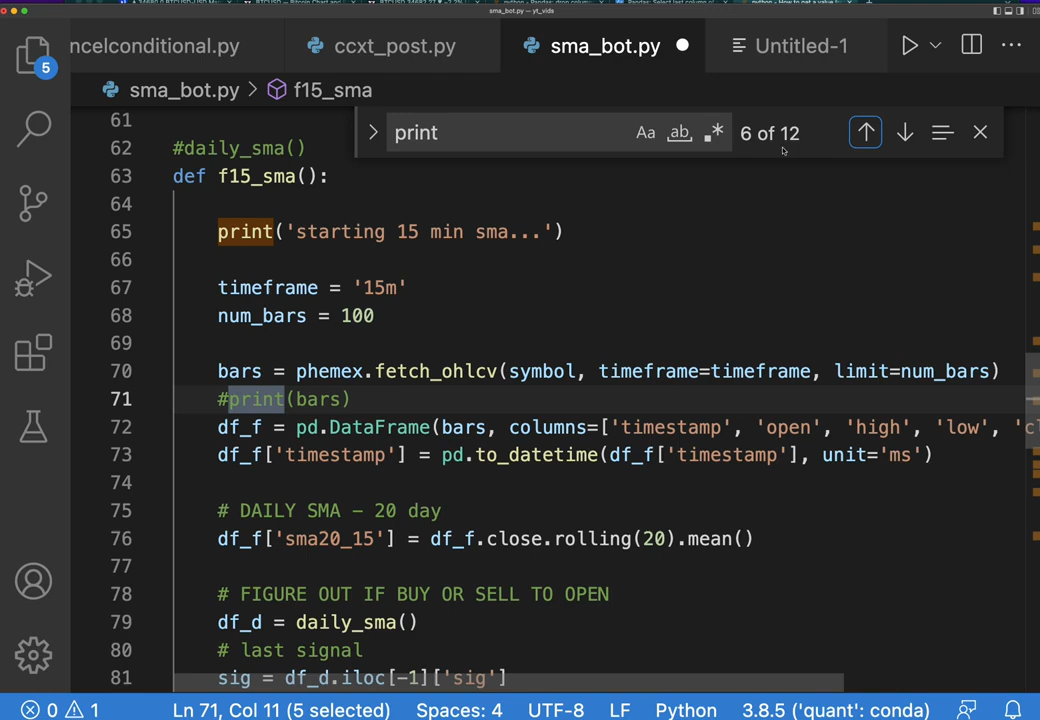 sma_bot.py — yt_vids
ncelconditional.py
ccxt_post.py
sma_bot.py
Untitled-1
5
sma_bot.py > f15_sma
print
Aa
ab
6 of 12
61
62 #daily_sma()
63 def f15_sma():
64
65 print('starting 15 min sma...')
66
67 timeframe = '15m'
68 num_bars = 100
69
70 bars = phemex.fetch_ohlcv(symbol, timeframe=timeframe, limit=num_bars)
71 #print(bars)
72 df_f = pd.DataFrame(bars, columns=['timestamp', 'open', 'high', 'low', 'cl
73 df_f['timestamp'] = pd.to_datetime(df_f['timestamp'], unit='ms')
74
75 # DAILY SMA - 20 day
76 df_f['sma20_15'] = df_f.close.rolling(20).mean()
77
78 # FIGURE OUT IF BUY OR SELL TO OPEN
79 df_d = daily_sma()
80 # last signal
81 sig = df_d.iloc[-1]['sig']
0 1 Ln 71, Col 11 (5 selected) Spaces: 4 UTF-8 LF Python 3.8.5 ('quant': conda)